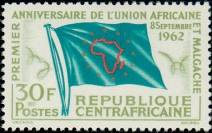 PREMIER ANNIVERSAIRE DE L'UNION AFRICAINE ET MALGACHE
8 SEPTEMBRE
1962
30F
POSTES
REPUBLIQUE
CENTRAFRICAINE